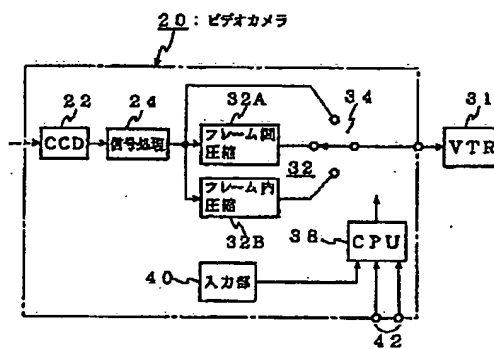 20:ビデオカメラ
22
24
32A
34
31
CCD
信号処理
フレーム間
圧縮
VTR
32
フレーム内
圧縮
32B
38
CPU
40
入力部
42